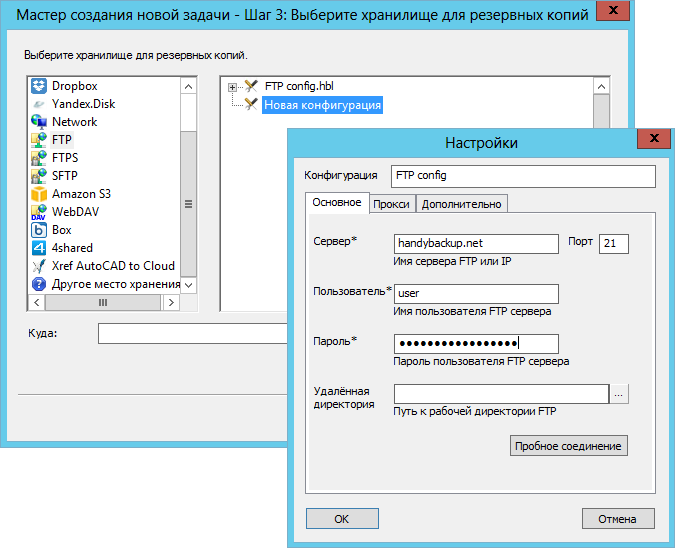 Мастер создания новой задачи - Шаг 3: Выберите хранилище для резервных копий x
Выберите хранилище для резервных копий.
Dropbox
Yandex.Disk
Network
FTP
FTPS
SFTP
Amazon S3
WebDAV
Box
4shared
Xref AutoCAD to Cloud
Другое место хранения
FTP config.hbl
Новая конфигурация
Куда:
Настройки x
Конфигурация FTP config
Основное Прокси Дополнительно
Сервер* handybackup.net Порт 21
Имя сервера FTP или IP
Пользователь* user
Имя пользователя FTP сервера
Пароль* ●●●●●●●●●●●●●●●●●
Пароль пользователя FTP сервера
Удалённая
директория ...
Путь к рабочей директории FTP
Пробное соединение
OK Отмена